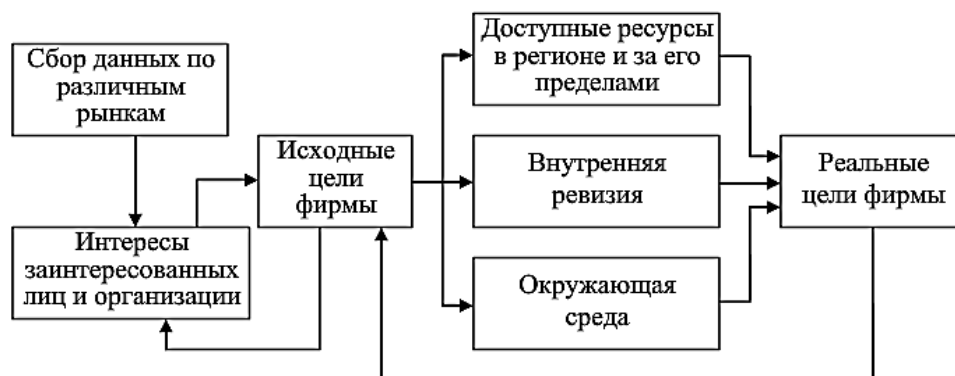 Сбор данных по
различным
рынкам
Интересы
заинтересованных
лиц и организации
Исходные
цели
фирмы
Доступные ресурсы
в регионе и за его
пределами
Внутренняя
ревизия
Окружающая
среда
Реальные
цели фирмы